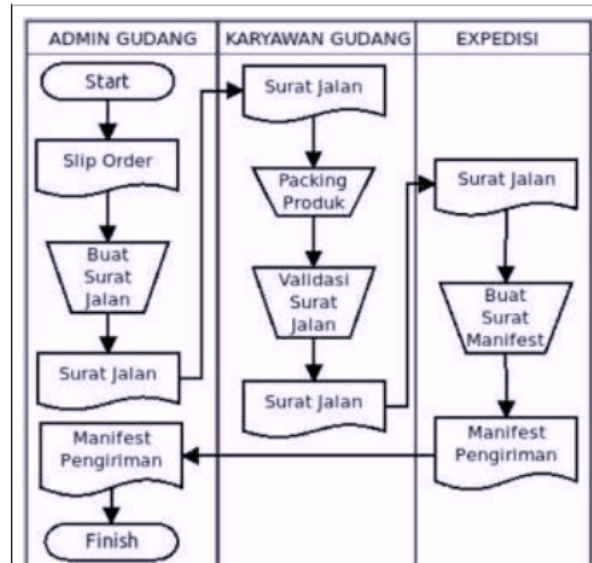 ADMIN GUDANG
KARYAWAN GUDANG
EXPEDISI
Start
Slip Order
Buat
Surat
Jalan
Surat Jalan
Manifest
Pengiriman
Finish
Surat Jalan
Packing
Produk
Validasi
Surat
Jalan
Surat Jalan
Surat Jalan
Buat
Surat
Manifest
Manifest
Pengiriman